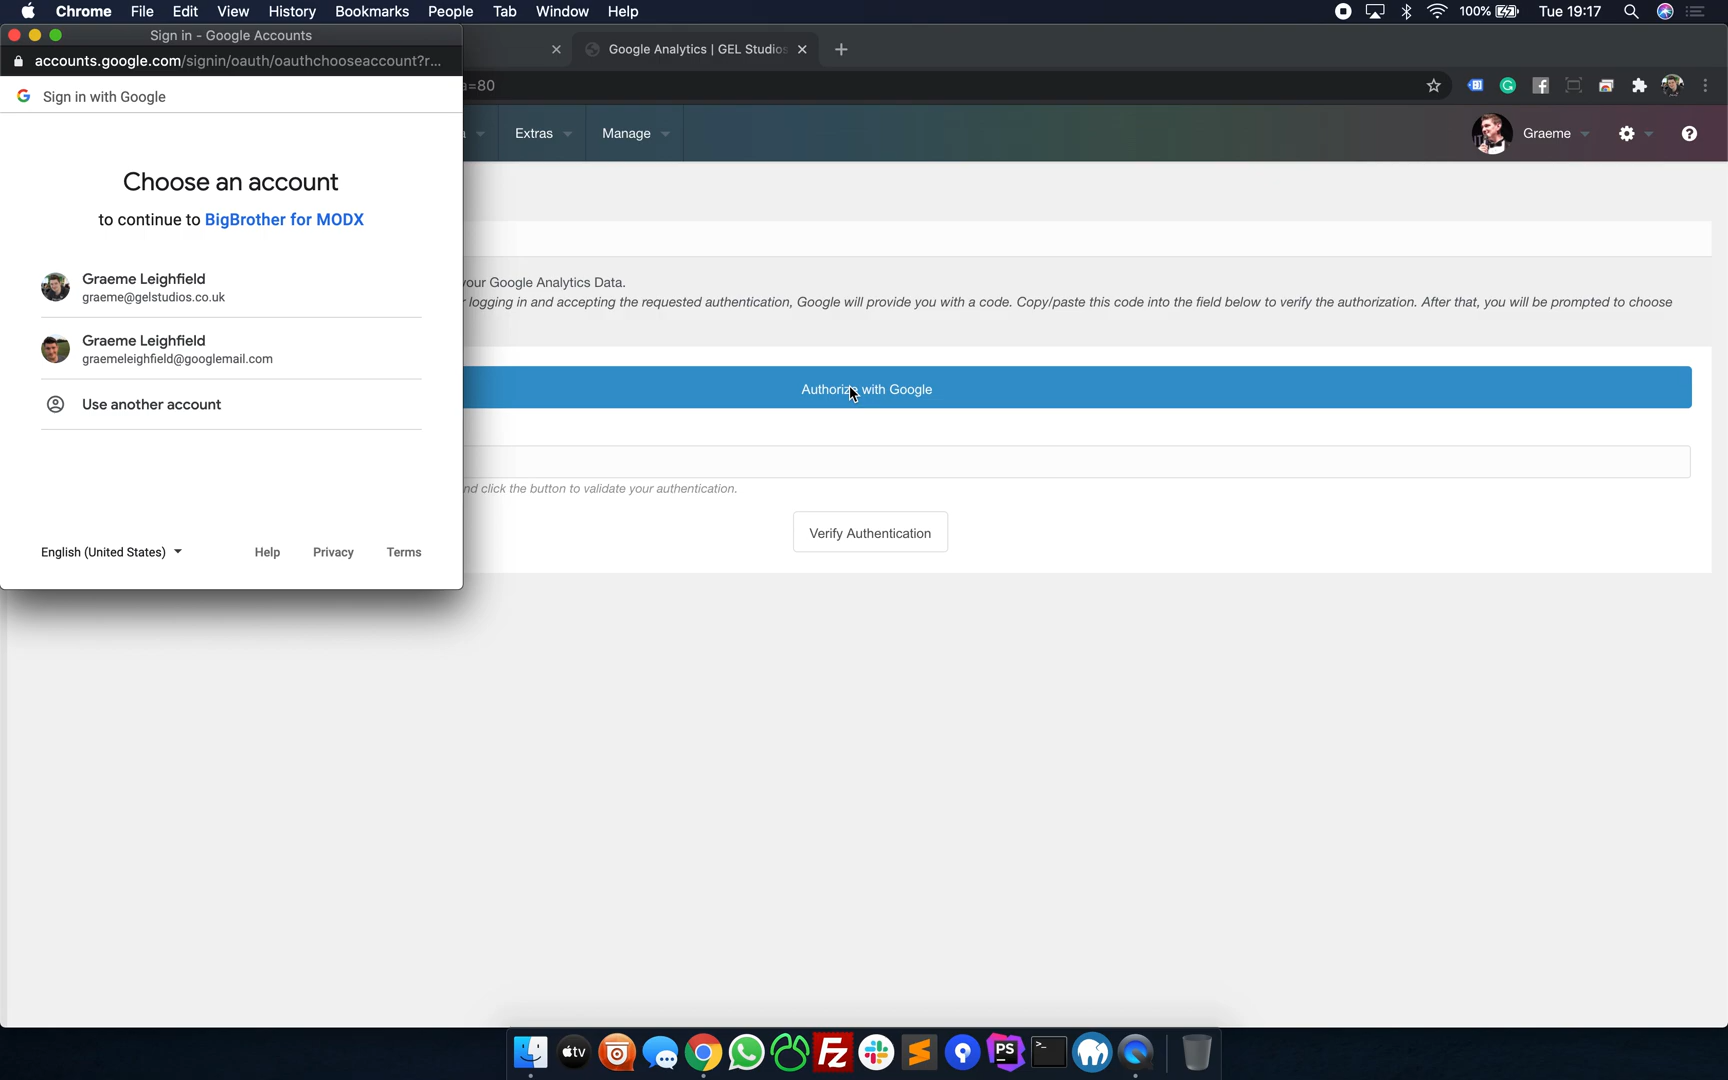 Chrome File Edit View History Bookmarks People Tab Window Help 100% Tue 19:17
Sign in - Google Accounts
accounts.google.com/signin/oauth/oauthchooseaccount?r...
Sign in with Google
Choose an account
to continue to BigBrother for MODX
Graeme Leighfield
graeme@gelstudios.co.uk
Graeme Leighfield
graemeleighfield@googlemail.com
Use another account
English (United States) Help Privacy Terms
Google Analytics | GEL Studios
=80
Extras Manage Graeme
your Google Analytics Data.
logging in and accepting the requested authentication, Google will provide you with a code. Copy/paste this code into the field below to verify the authorization. After that, you will be prompted to choose
Authorize with Google
nd click the button to validate your authentication.
Verify Authentication
tv
FZ
PS